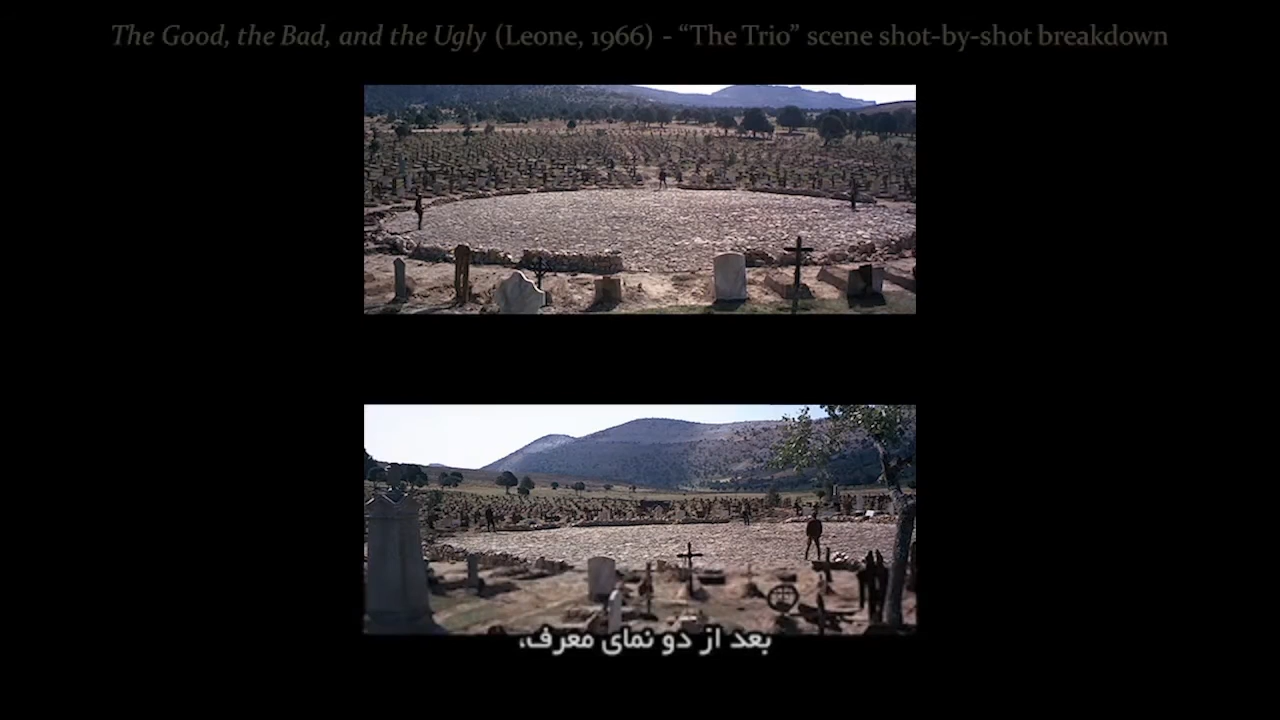 The Good, the Bad, and the Ugly (Leone, 1966) - “The Trio” scene shot-by-shot breakdown
بعد از دو نمای معرف،